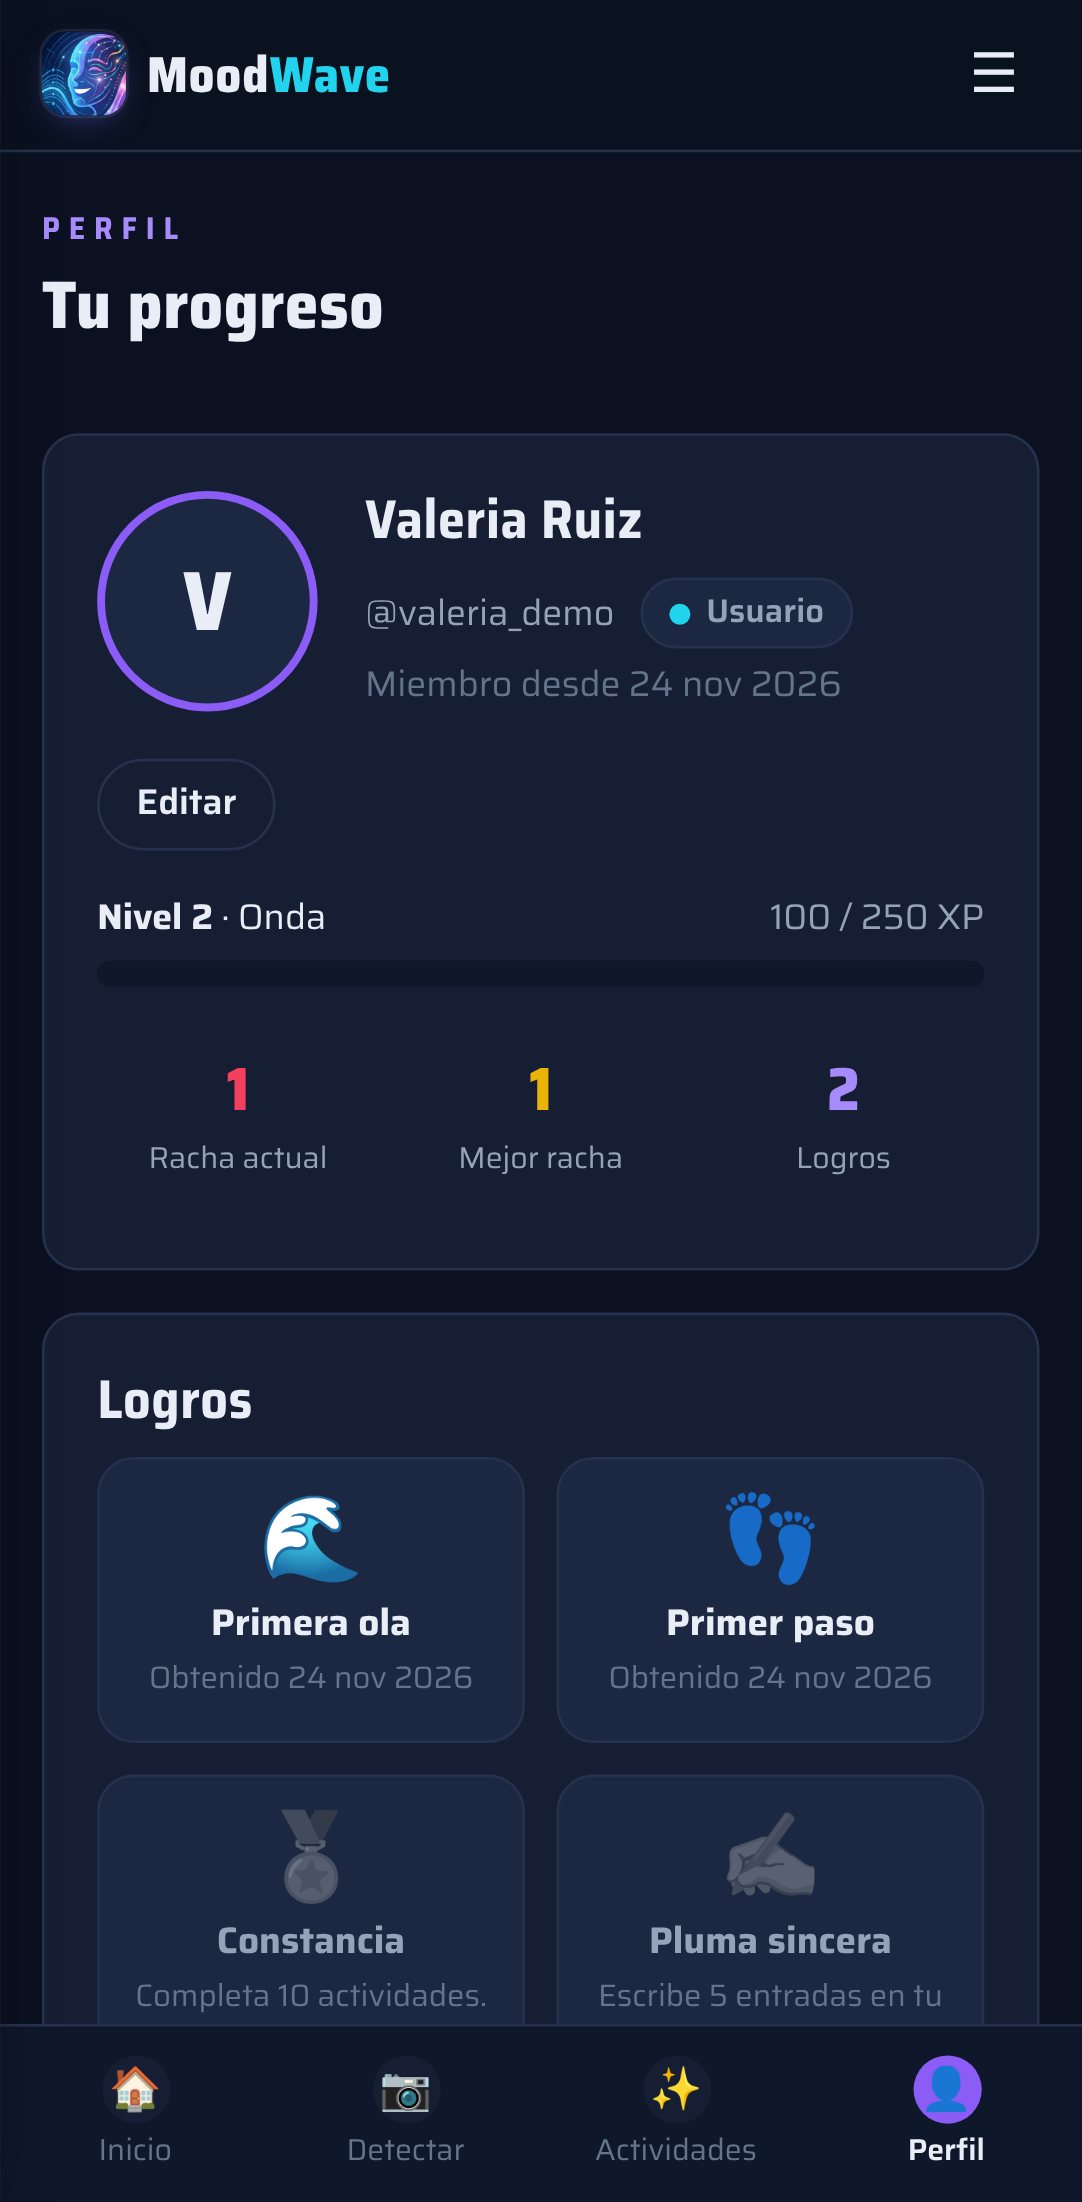 MoodWave
PERFIL
Tu progreso
V
Valeria Ruiz
@valeria_demo
Usuario
Miembro desde 24 nov 2026
Editar
Nivel 2 · Onda
100 / 250 XP
1
1
2
Racha actual
Mejor racha
Logros
Logros
Primera ola
Primer paso
Obtenido 24 nov 2026
Obtenido 24 nov 2026
Constancia
Pluma sincera
Completa 10 actividades.
Escribe 5 entradas en tu
Inicio
Detectar
Actividades
Perfil